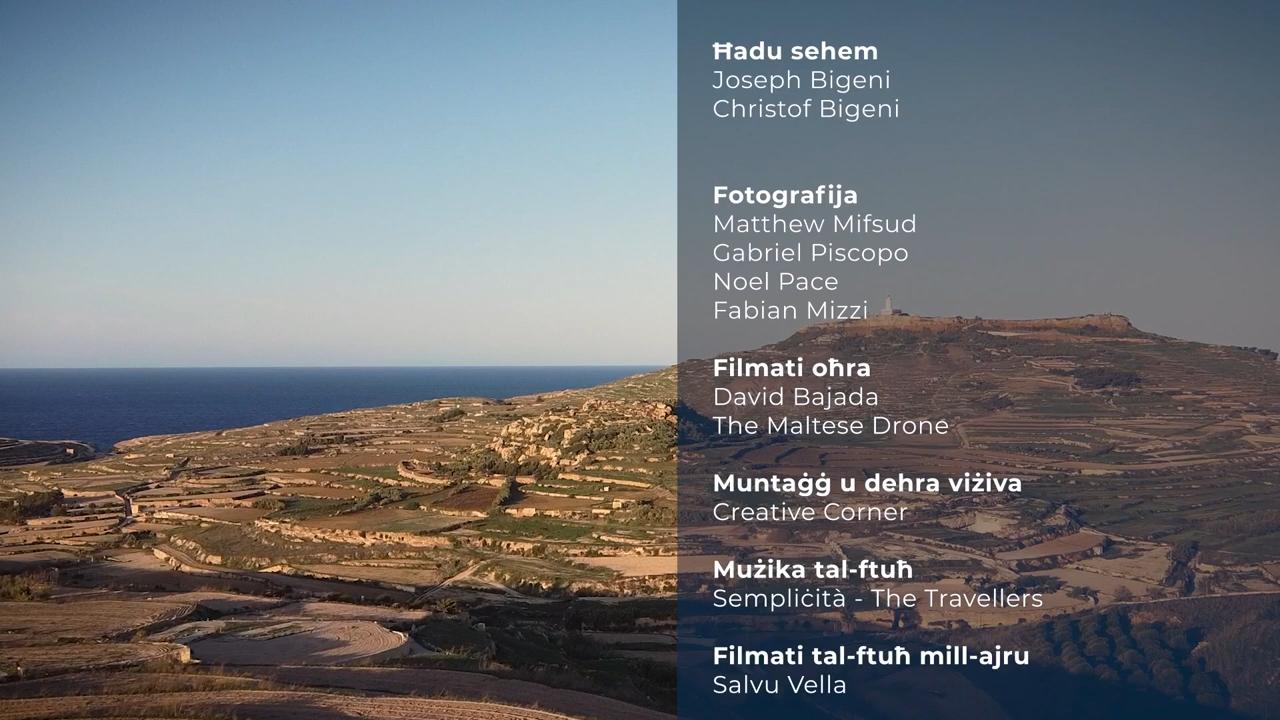 Ħadu sehem
Joseph Bigeni
Christof Bigeni
Fotografija
Matthew Mifsud
Gabriel Piscopo
Noel Pace
Fabian Mizzi
Filmati oħra
David Bajada
The Maltese Drone
Muntaġġ u dehra viżiva
Creative Corner
Mużika tal-ftuħ
Sempliċità - The Travellers
Filmati tal-ftuħ mill-ajru
Salvu Vella